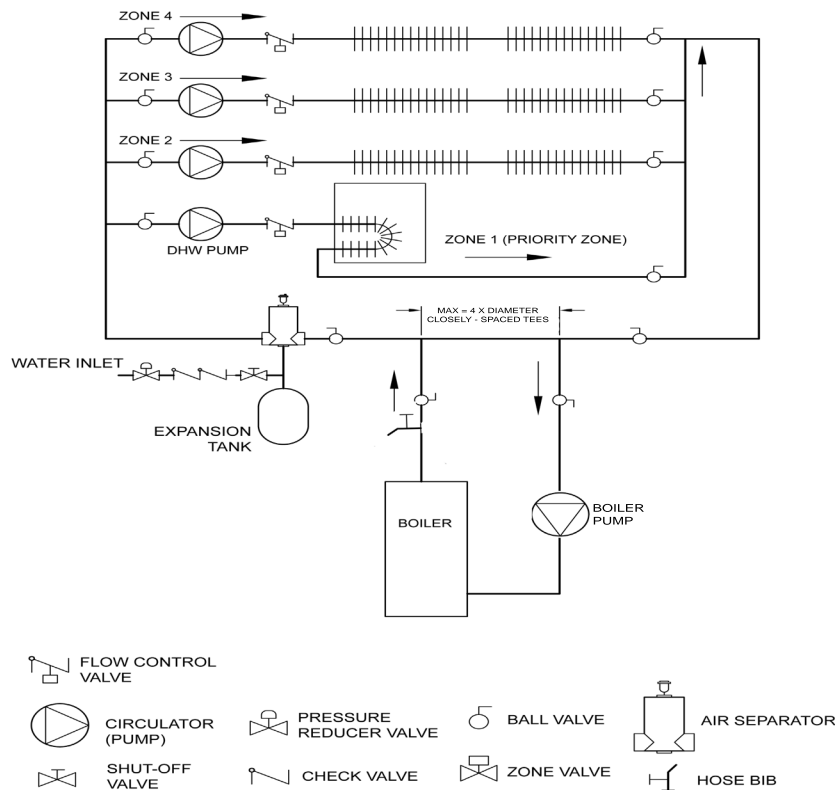 ZONE 4
ZONE 3
ZONE 2
DHW PUMP
ZONE 1 (PRIORITY ZONE)
MAX = 4 X DIAMETER
CLOSELY - SPACED TEES
WATER INLET
EXPANSION
TANK
BOILER
BOILER
PUMP
FLOW CONTROL
VALVE
CIRCULATOR
(PUMP)
PRESSURE
REDUCER VALVE
BALL VALVE
AIR SEPARATOR
SHUT-OFF
VALVE
CHECK VALVE
ZONE VALVE
HOSE BIB